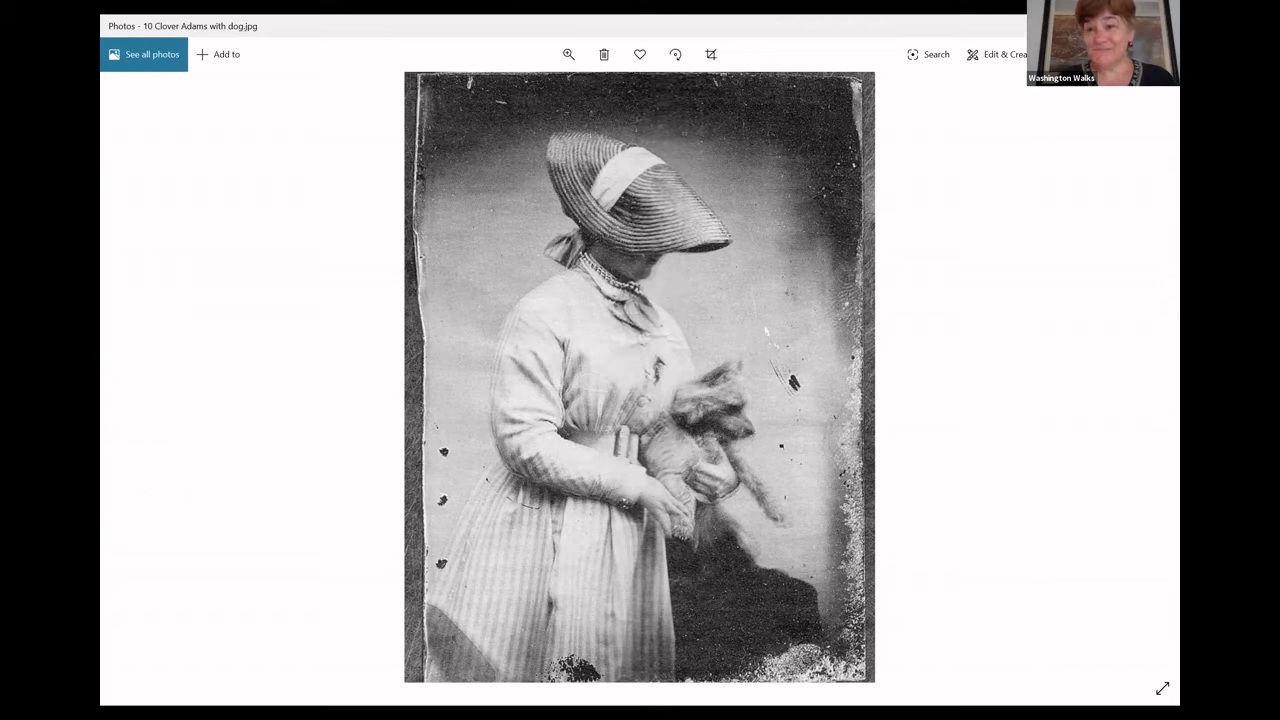 Photos - 10 Clover Adams with dog.jpg
See all photos
Add to
Search
Edit & Crea
Washington Walks